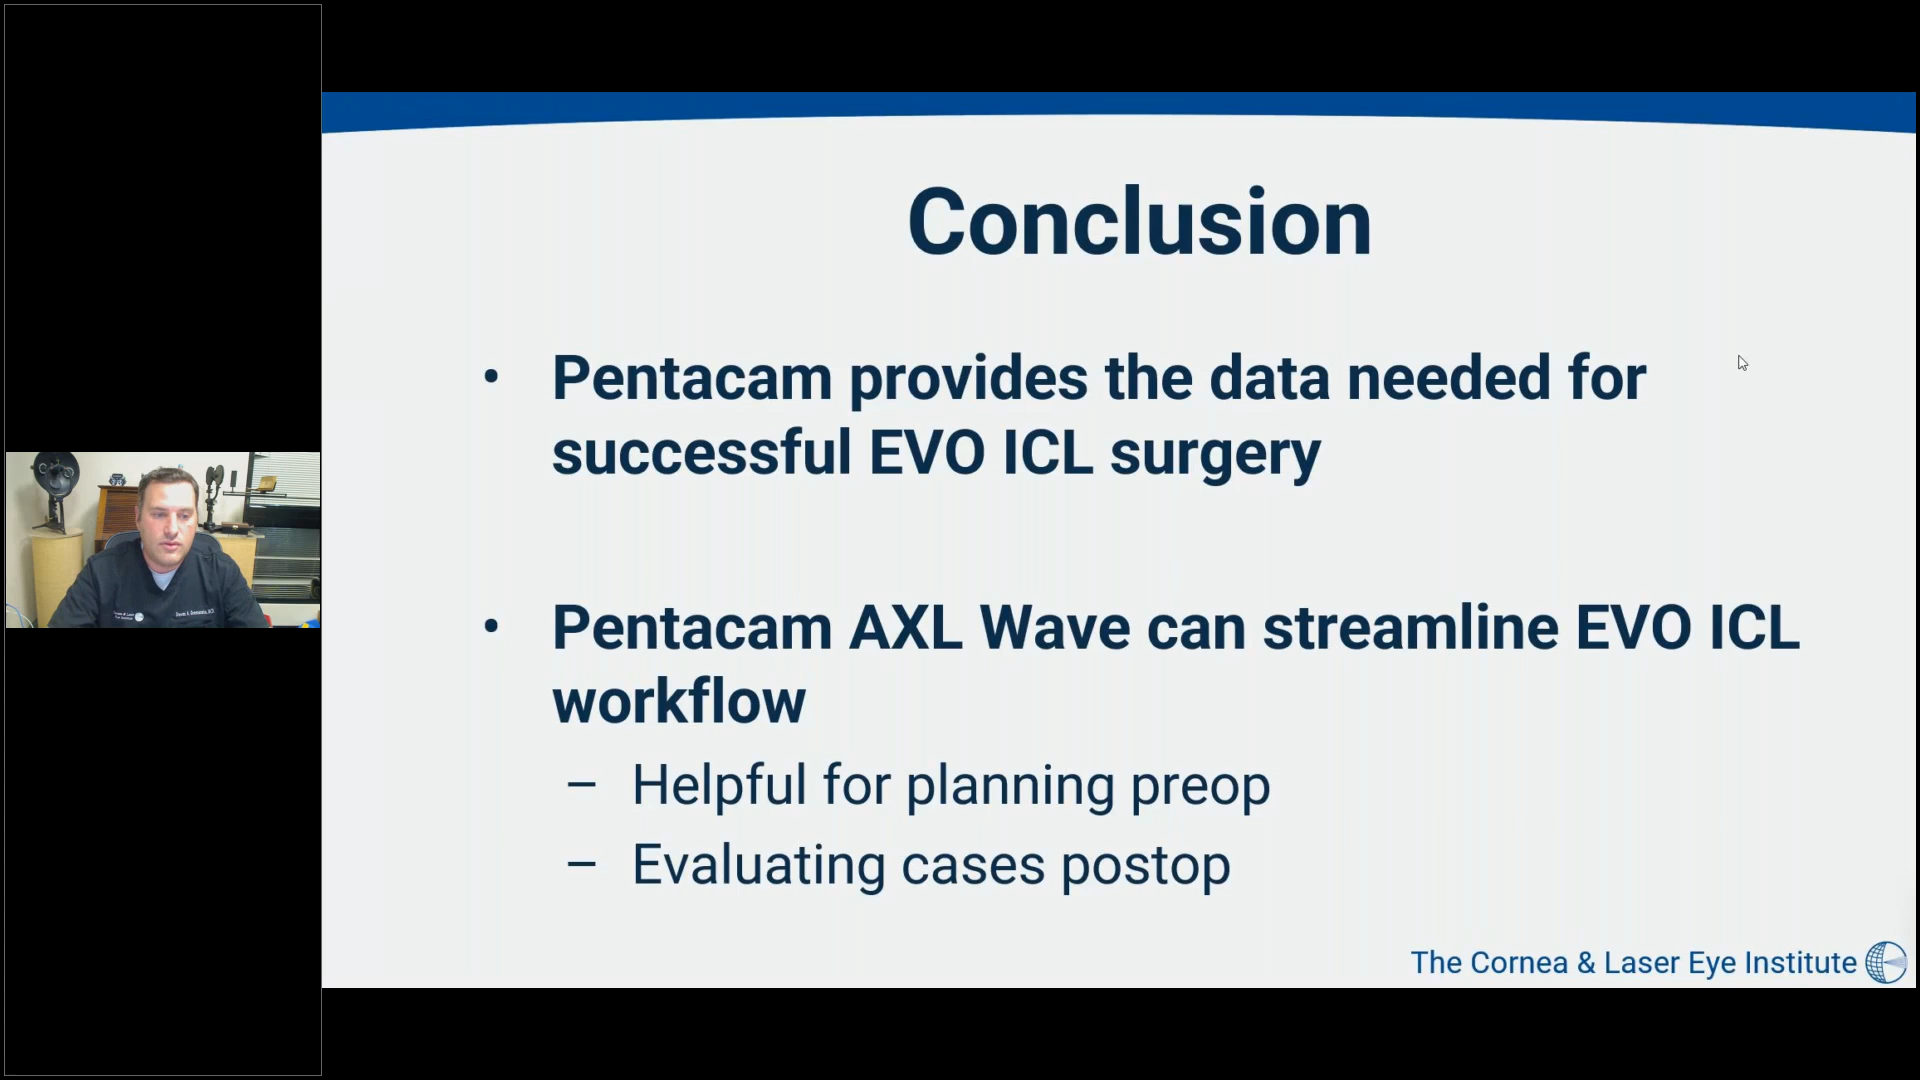 Conclusion
• Pentacam provides the data needed for
successful EVO ICL surgery
• Pentacam AXL Wave can streamline EVO ICL
workflow
– Helpful for planning preop
– Evaluating cases postop
The Cornea & Laser Eye Institute